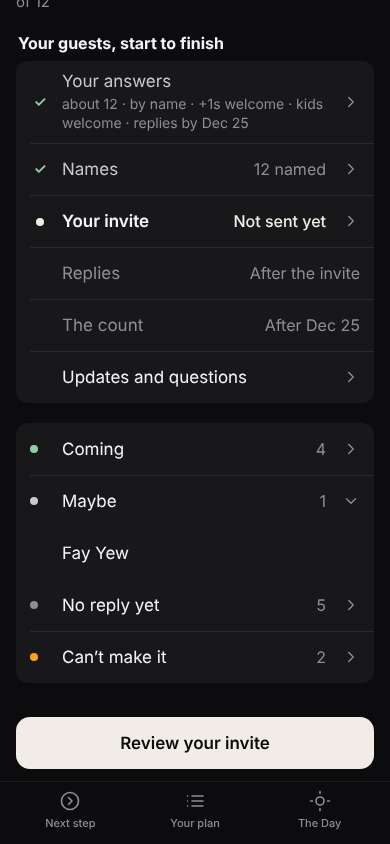 of 12
Your guests, start to finish
Your answers
about 12 · by name · +1s welcome · kids
welcome · replies by Dec 25
Names 12 named
Your invite Not sent yet
Replies After the invite
The count After Dec 25
Updates and questions
Coming 4
Maybe 1
Fay Yew
No reply yet 5
Can’t make it 2
Review your invite
Next step Your plan The Day